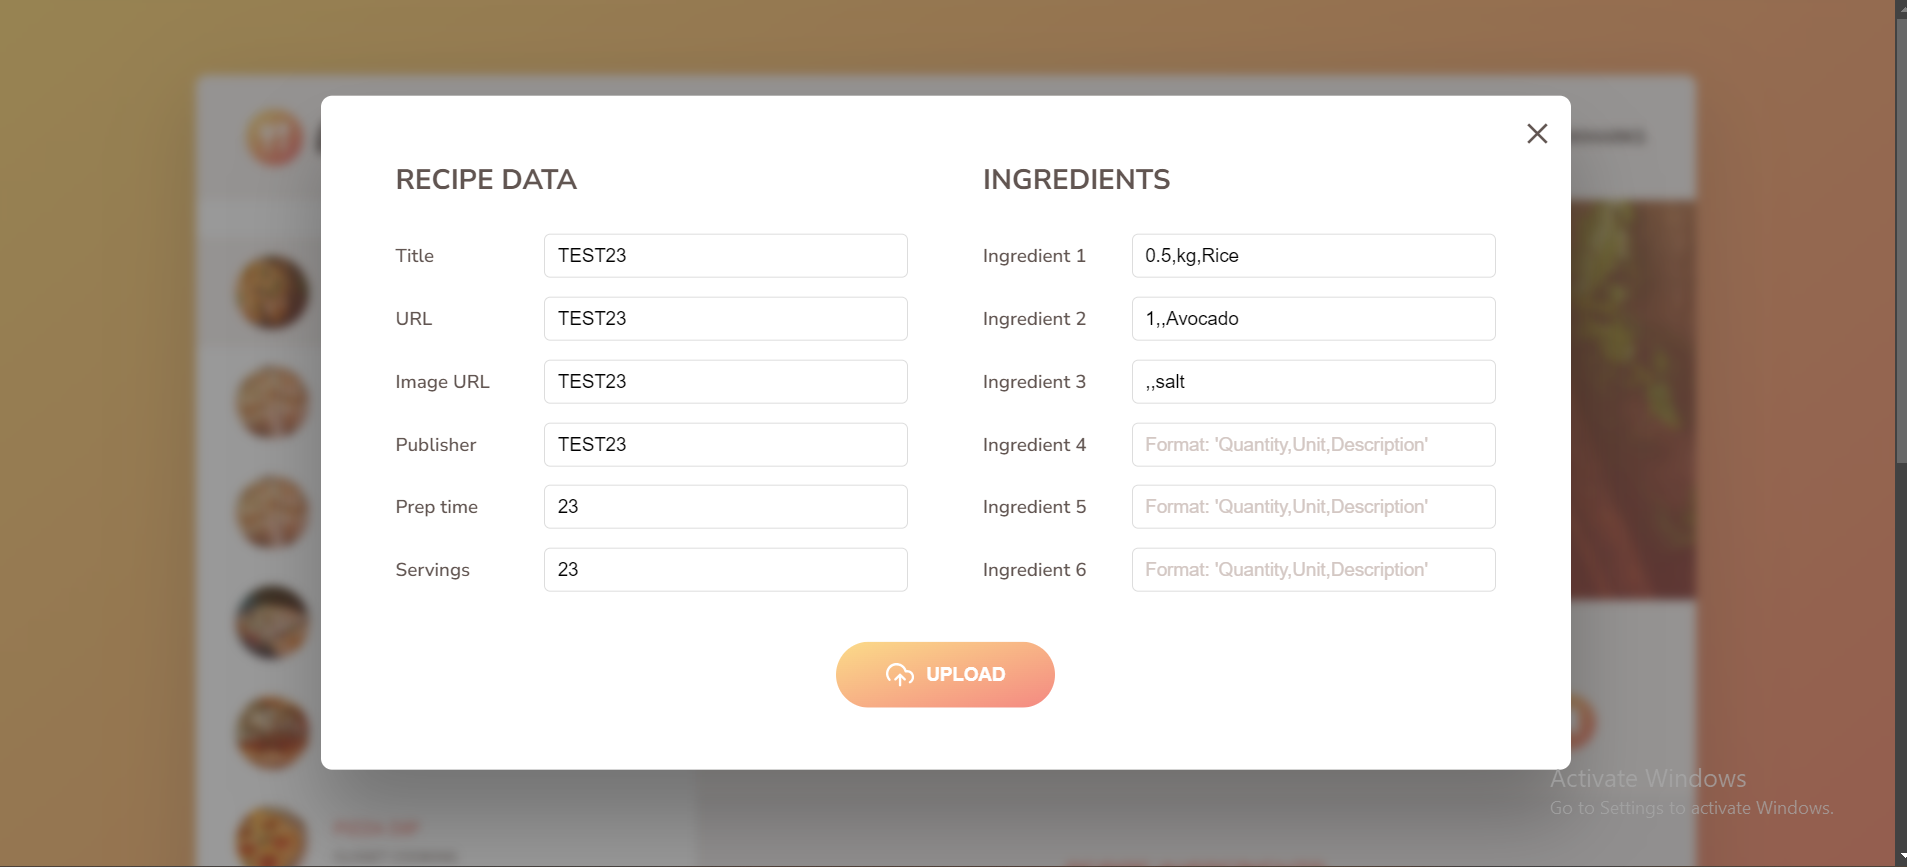 RECIPE DATA
Title
TEST23
URL
TEST23
Image URL
TEST23
Publisher
TEST23
Prep time
23
Servings
23
INGREDIENTS
Ingredient 1
0.5,kg,Rice
Ingredient 2
1,,Avocado
Ingredient 3
,,salt
Ingredient 4
Format: 'Quantity,Unit,Description'
Ingredient 5
Format: 'Quantity,Unit,Description'
Ingredient 6
Format: 'Quantity,Unit,Description'
UPLOAD
Activate Windows
Go to Settings to activate Windows.